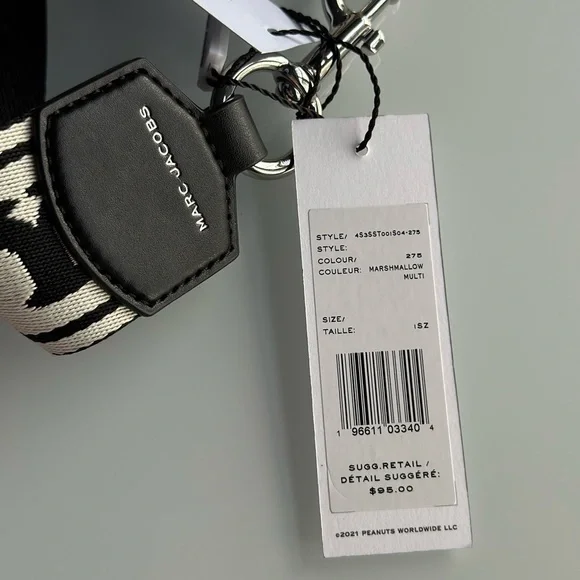 MARC JACOBS
STYLE/ 4S3SST001S04-275
STYLE:
COLOUR/ 275
COULEUR: MARSHMALLOW
MULTI
SIZE/
TAILLE: 1SZ
1 96611 03340 4
SUGG.RETAIL /
DÉTAIL SUGGÉRÉ:
$95.00
©2021 PEANUTS WORLDWIDE LLC